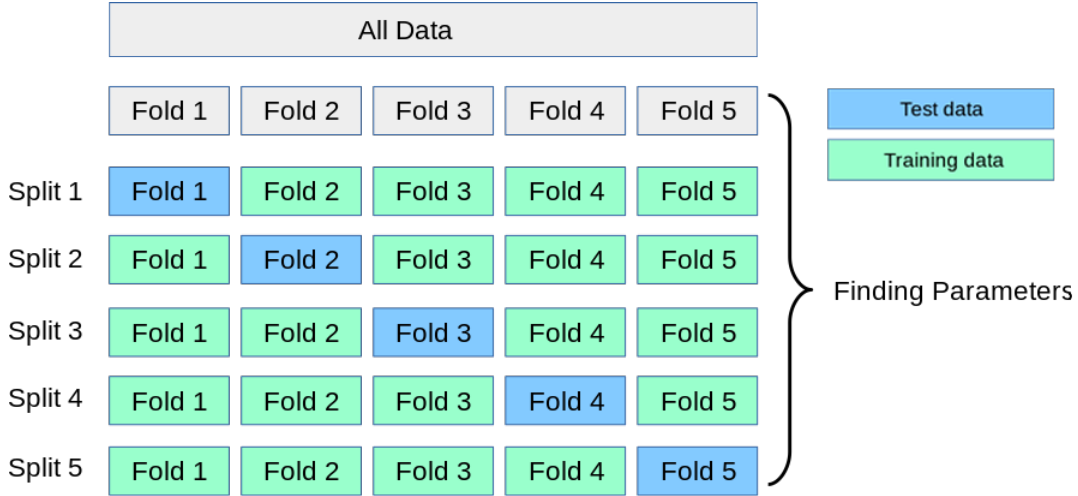 All Data
Fold 1 Fold 2 Fold 3 Fold 4 Fold 5
Test data
Training data
Split 1 Fold 1 Fold 2 Fold 3 Fold 4 Fold 5
Split 2 Fold 1 Fold 2 Fold 3 Fold 4 Fold 5
Finding Parameters
Split 3 Fold 1 Fold 2 Fold 3 Fold 4 Fold 5
Split 4 Fold 1 Fold 2 Fold 3 Fold 4 Fold 5
Split 5 Fold 1 Fold 2 Fold 3 Fold 4 Fold 5